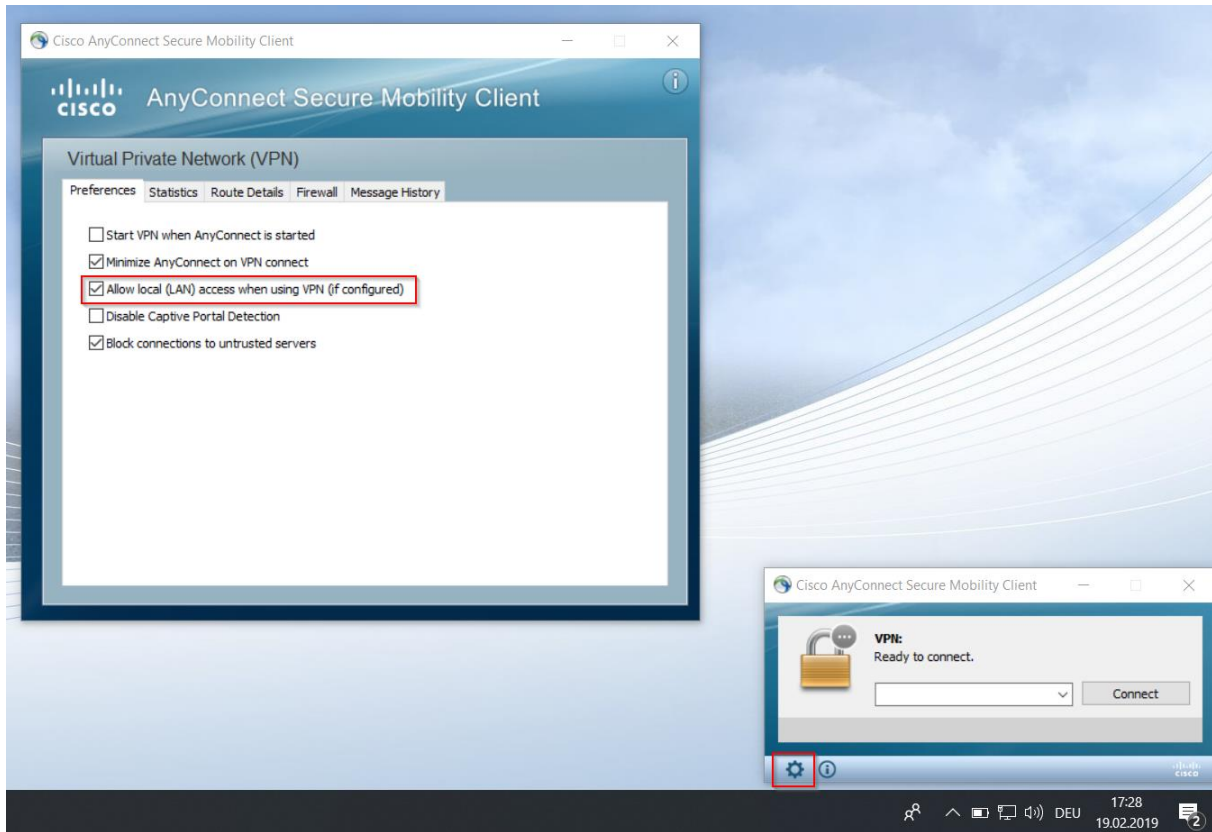 Cisco AnyConnect Secure Mobility Client
CISCO
AnyConnect Secure Mobility Client
Virtual Private Network (VPN)
Preferences Statistics Route Details Firewall Message History
Start VPN when AnyConnect is started
Minimize AnyConnect on VPN connect
Allow local (LAN) access when using VPN (if configured)
Disable Captive Portal Detection
Block connections to untrusted servers
Cisco AnyConnect Secure Mobility Client
VPN:
Ready to connect.
Connect
CISCO
DEU
17:28
19.02.2019
2